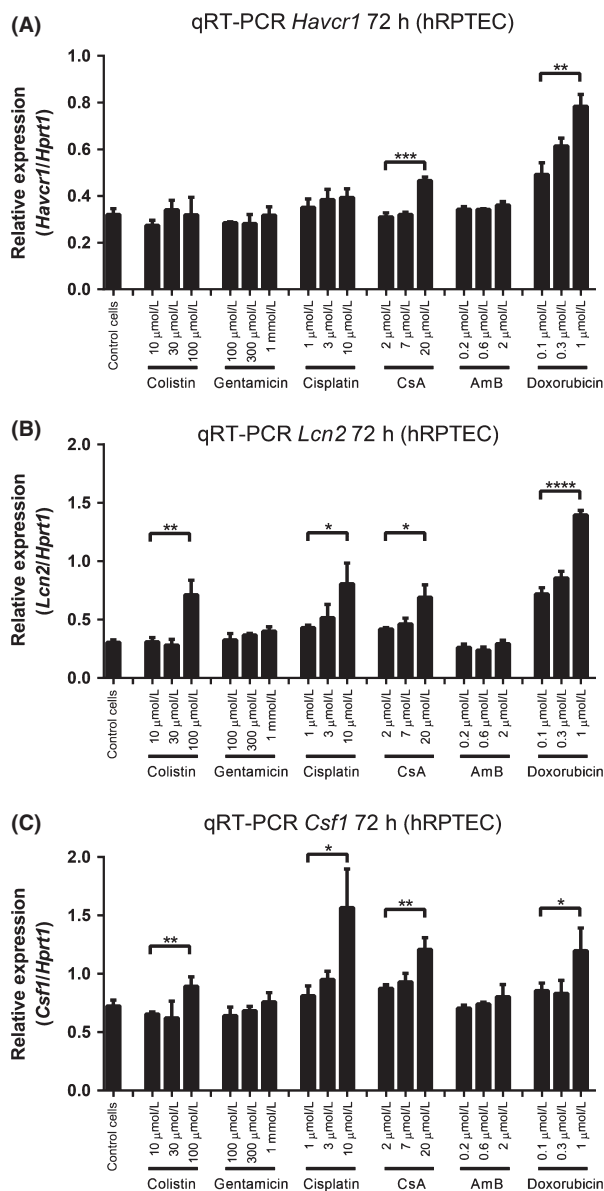 (A)
qRT-PCR Havcr1 72 h (hRPTEC)
Relative expression
(Havcr1/Hprt1)
1.0
0.8
0.6
0.4
0.2
0.0
***
**
Control cells
10 μmol/L
30 μmol/L
100 μmol/L
100 μmol/L
300 μmol/L
1 mmol/L
1 μmol/L
3 μmol/L
10 μmol/L
2 μmol/L
7 μmol/L
20 μmol/L
0.2 μmol/L
0.6 μmol/L
2 μmol/L
0.1 μmol/L
0.3 μmol/L
1 μmol/L
Colistin
Gentamicin
Cisplatin
CsA
AmB
Doxorubicin
(B)
qRT-PCR Lcn2 72 h (hRPTEC)
Relative expression
(Lcn2/Hprt1)
2.0
1.5
1.0
0.5
0.0
**
*
*
****
Control cells
10 μmol/L
30 μmol/L
100 μmol/L
100 μmol/L
300 μmol/L
1 mmol/L
1 μmol/L
3 μmol/L
10 μmol/L
2 μmol/L
7 μmol/L
20 μmol/L
0.2 μmol/L
0.6 μmol/L
2 μmol/L
0.1 μmol/L
0.3 μmol/L
1 μmol/L
Colistin
Gentamicin
Cisplatin
CsA
AmB
Doxorubicin
(C)
qRT-PCR Csf1 72 h (hRPTEC)
Relative expression
(Csf1/Hprt1)
2.0
1.5
1.0
0.5
0.0
**
*
**
*
Control cells
10 μmol/L
30 μmol/L
100 μmol/L
100 μmol/L
300 μmol/L
1 mmol/L
1 μmol/L
3 μmol/L
10 μmol/L
2 μmol/L
7 μmol/L
20 μmol/L
0.2 μmol/L
0.6 μmol/L
2 μmol/L
0.1 μmol/L
0.3 μmol/L
1 μmol/L
Colistin
Gentamicin
Cisplatin
CsA
AmB
Doxorubicin